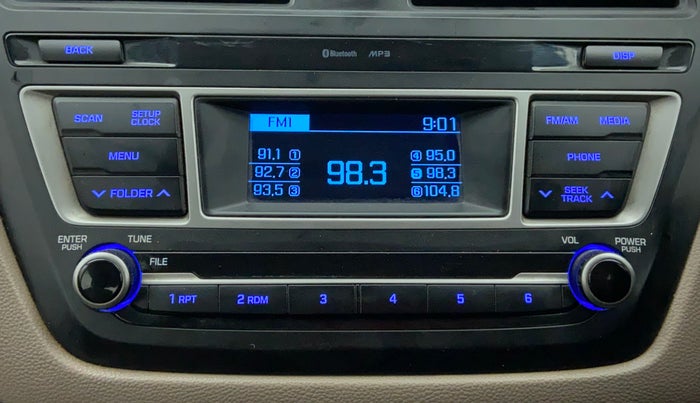 BACK
Bluetooth MP3
DISP
SCAN SETUP CLOCK
MENU
FOLDER
FM1 9:01
91.1 1
92.7 2
93.5 3
98.3
4 95.0
5 98.3
6 104.8
FM/AM MEDIA
PHONE
SEEK TRACK
ENTER PUSH
TUNE
FILE
VOL
POWER PUSH
1 RPT 2 RDM 3 4 5 6